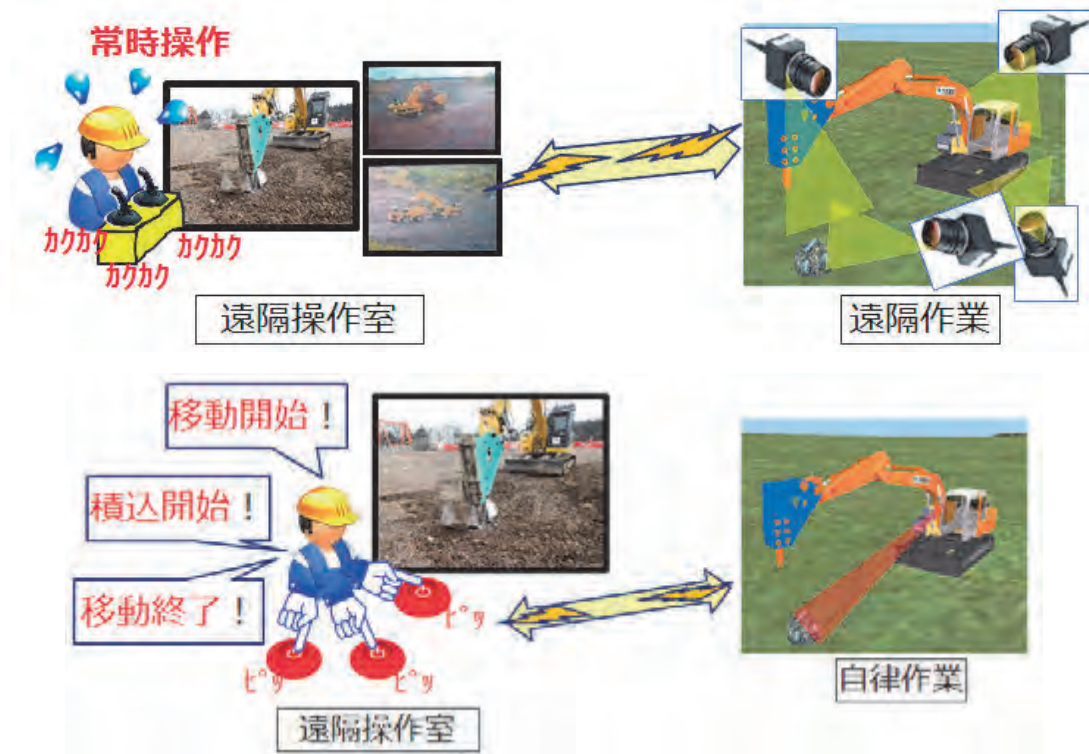 常時操作
ｶｸｶｸ
ｶｸｶｸ
ｶｸｶｸ
遠隔操作室
遠隔作業
移動開始！
積込開始！
移動終了！
ﾋﾟｯ
ﾋﾟｯ
ﾋﾟｯ
遠隔操作室
自律作業